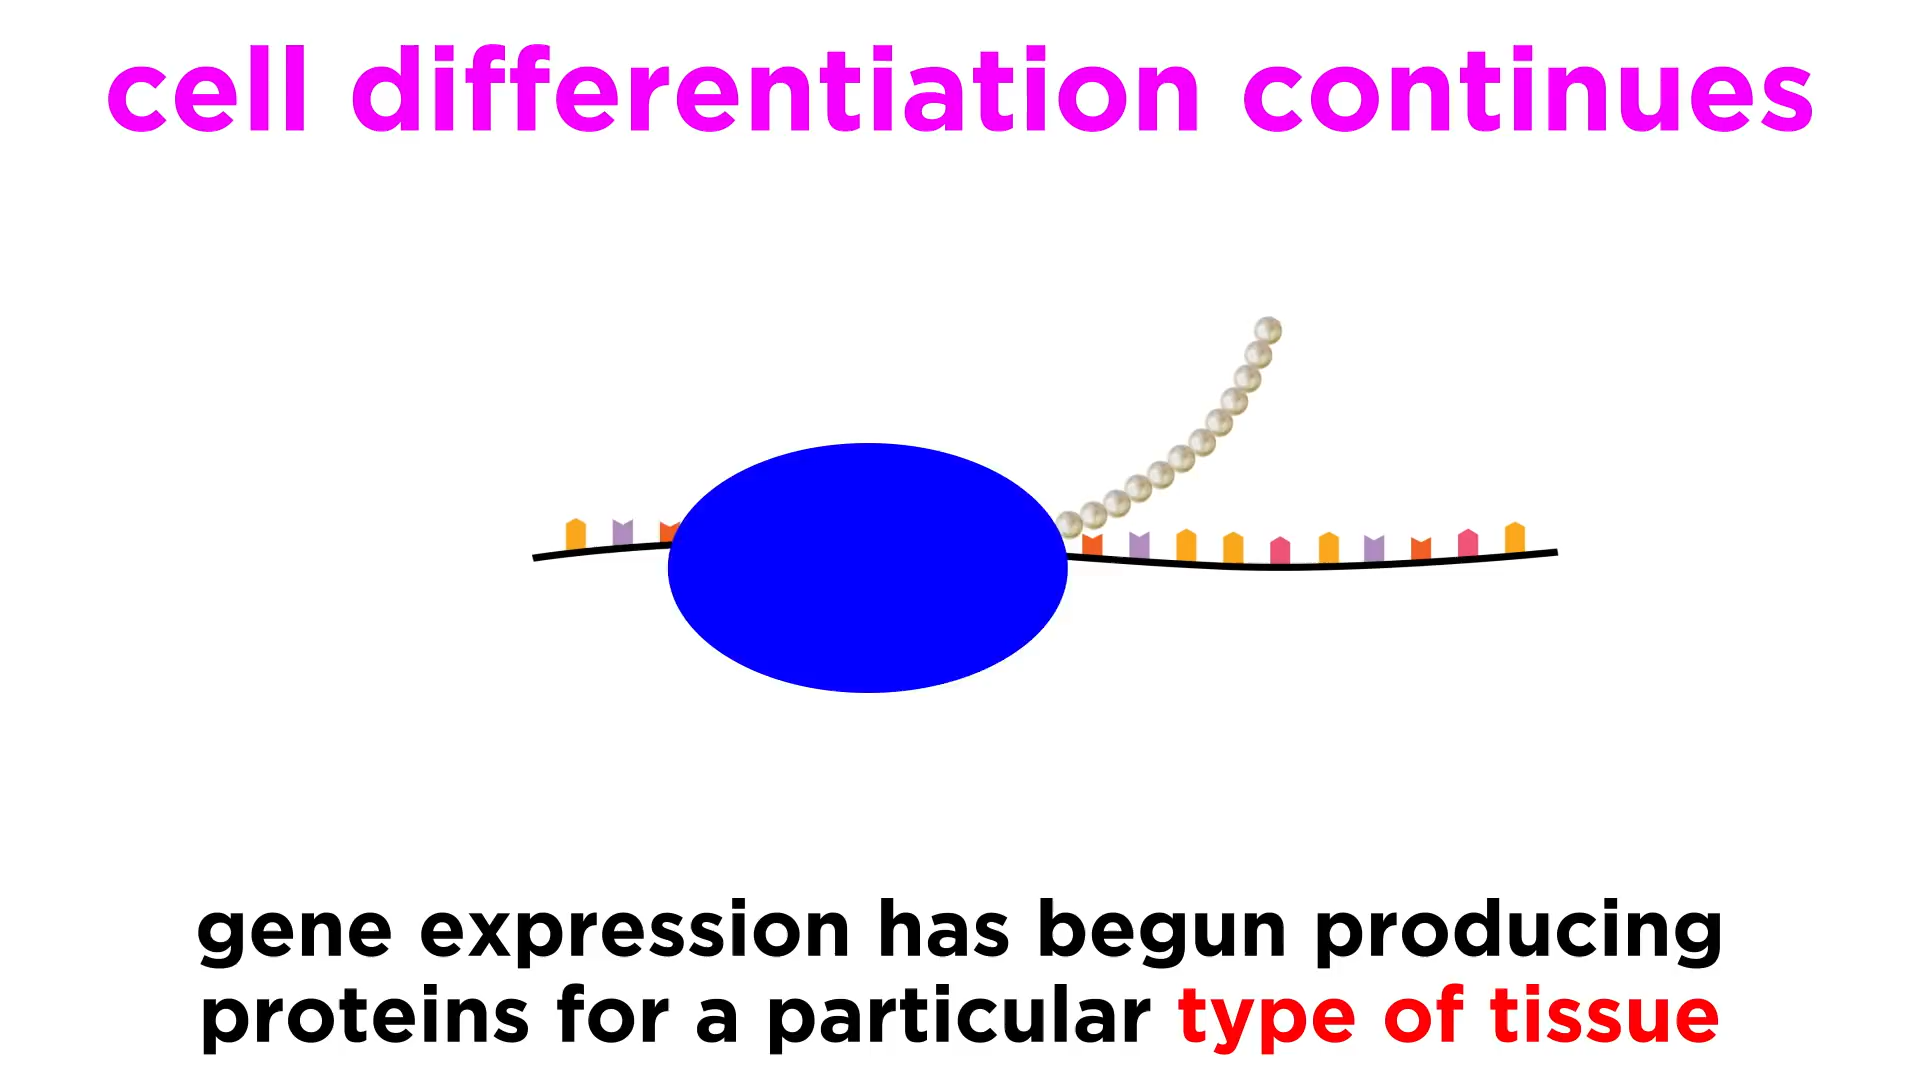 cell differentiation continues
gene expression has begun producing
proteins for a particular type of tissue